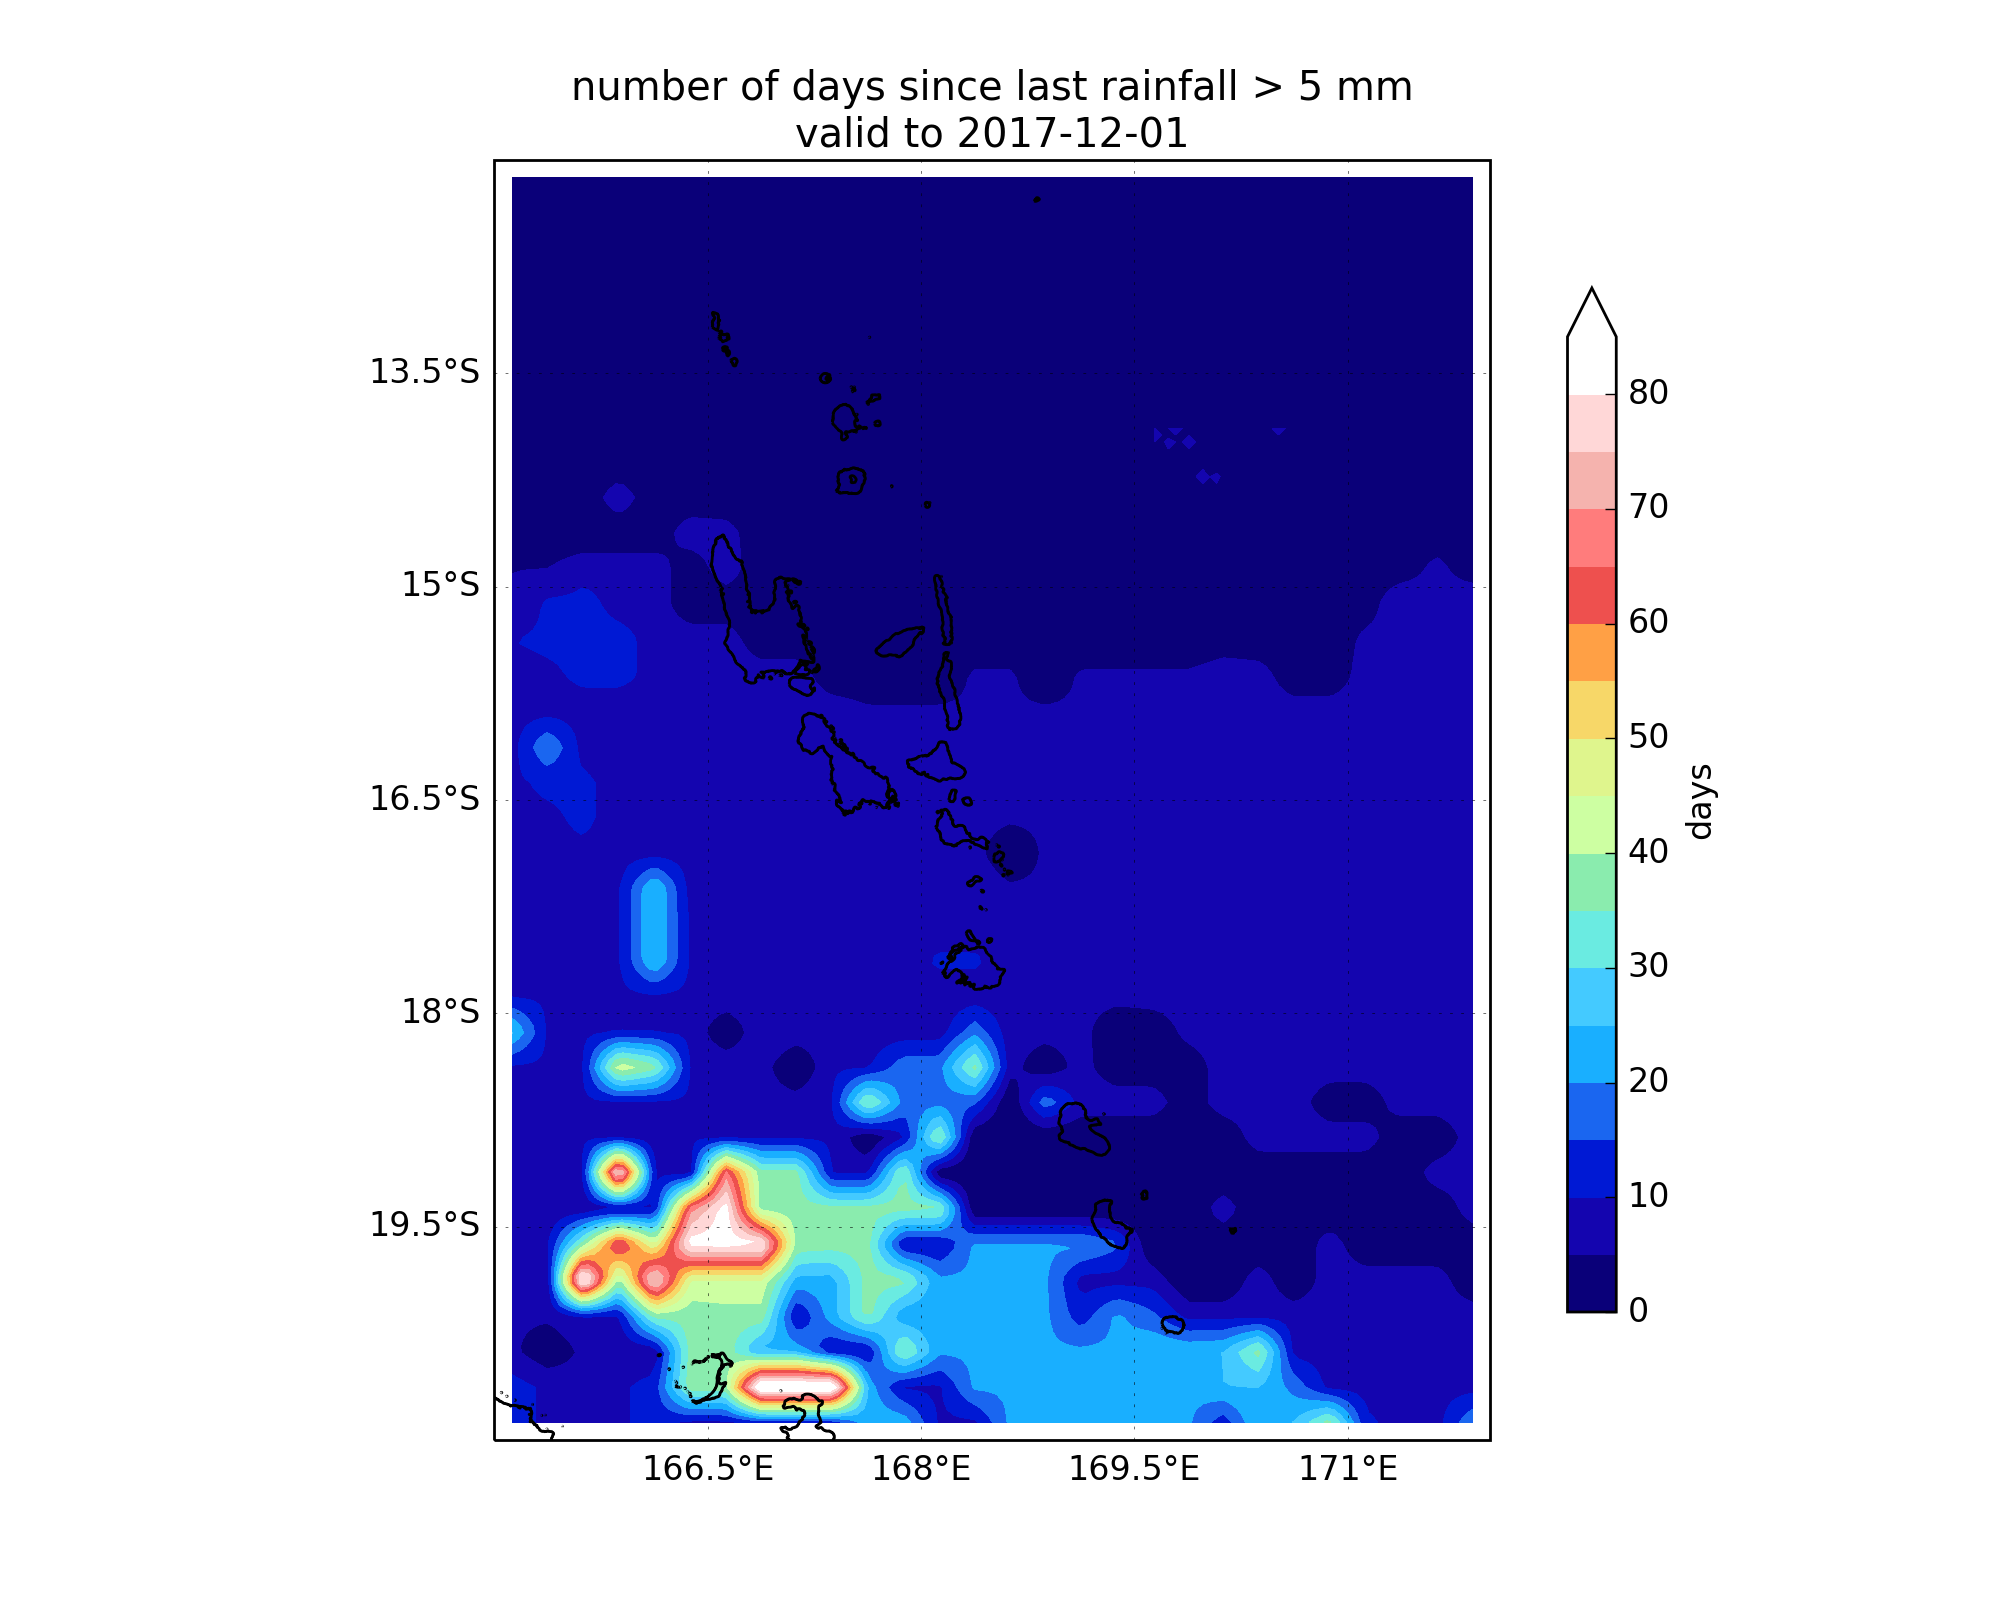 number of days since last rainfall > 5 mm
valid to 2017-12-01
13.5°S
15°S
16.5°S
18°S
19.5°S
166.5°E
168°E
169.5°E
171°E
80
70
60
50
40
30
20
10
0
days